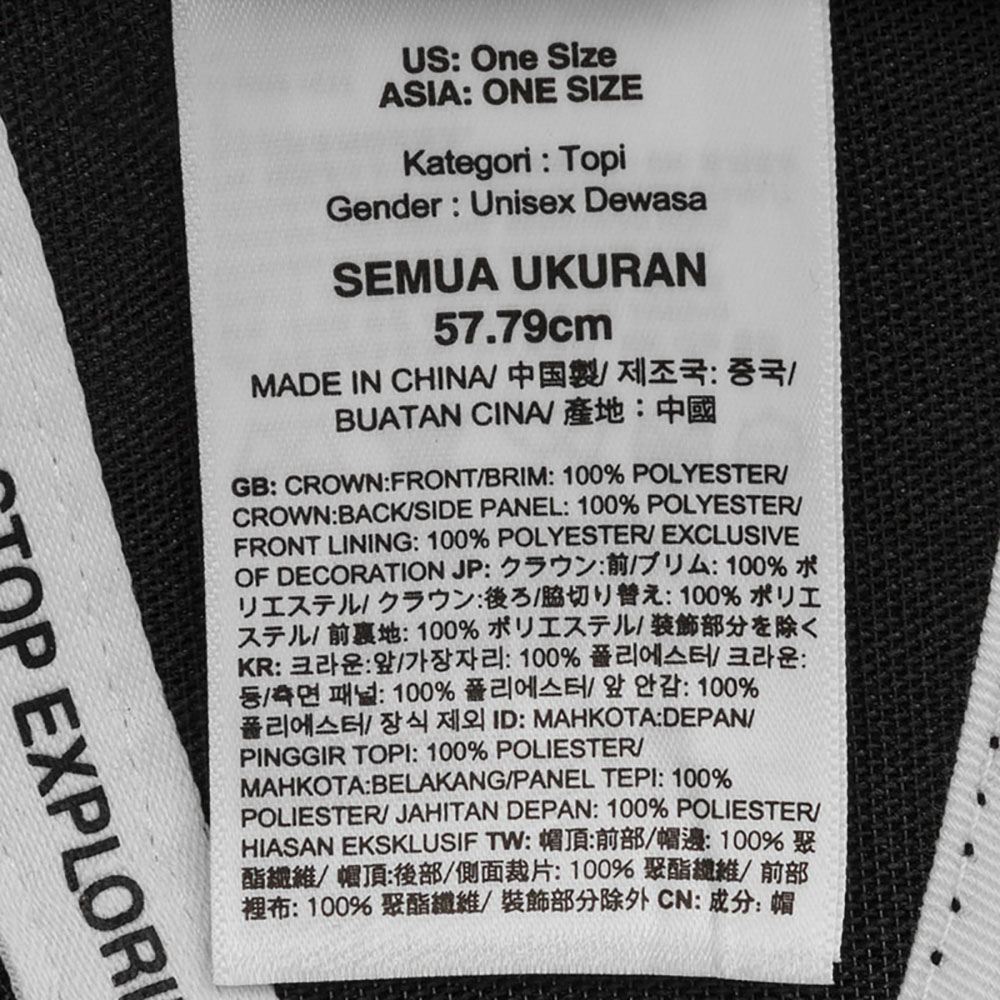 US: One Size
ASIA: ONE SIZE
Kategori : Topi
Gender : Unisex Dewasa
SEMUA UKURAN
57.79cm
MADE IN CHINA/ 中国製/ 제조국: 중국/
BUATAN CINA/ 產地：中國
GB: CROWN:FRONT/BRIM: 100% POLYESTER/
CROWN:BACK/SIDE PANEL: 100% POLYESTER/
FRONT LINING: 100% POLYESTER/ EXCLUSIVE
OF DECORATION JP: クラウン:前/ブリム: 100% ポ
リエステル/ クラウン:後ろ/脇切り替え: 100% ポリエ
ステル/ 前裏地: 100% ポリエステル/ 装飾部分を除く
KR: 크라운:앞/가장자리: 100% 폴리에스터/ 크라운:
등/측면 패널: 100% 폴리에스터/ 앞 안감: 100%
폴리에스터/ 장식 제외 ID: MAHKOTA:DEPAN/
PINGGIR TOPI: 100% POLIESTER/
MAHKOTA:BELAKANG/PANEL TEPI: 100%
POLIESTER/ JAHITAN DEPAN: 100% POLIESTER/
HIASAN EKSKLUSIF TW: 帽頂:前部/帽邊: 100% 聚
酯纖維/ 帽頂:後部/側面裁片: 100% 聚酯纖維/ 前部
裡布: 100% 聚酯纖維/ 裝飾部分除外 CN: 成分: 帽
STOP EXPLORI